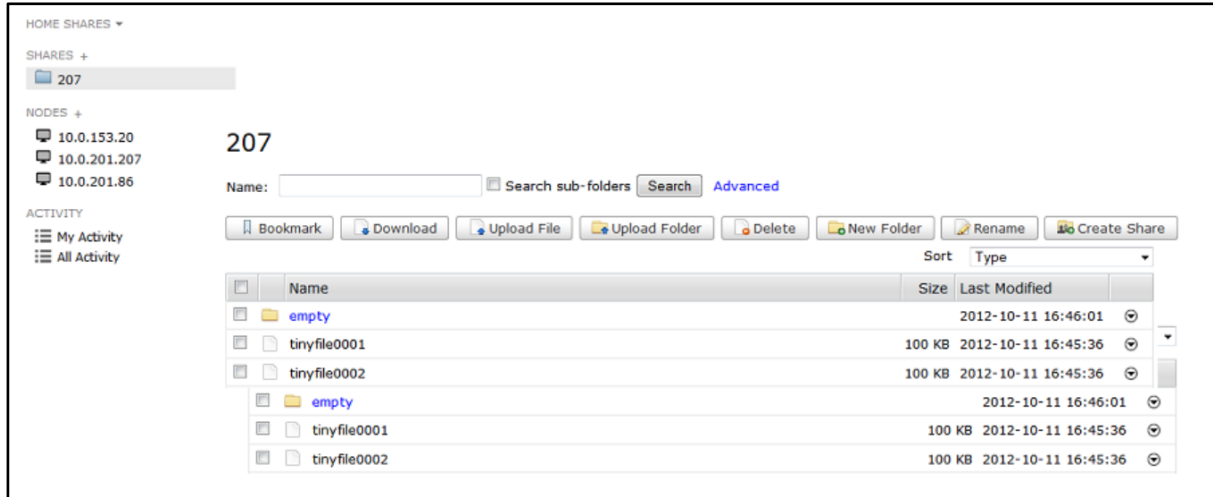 HOME SHARES
SHARES +
207
NODES +
10.0.153.20
10.0.201.207
10.0.201.86
ACTIVITY
My Activity
All Activity
207
Name: Search sub-folders Search Advanced
Bookmark Download Upload File Upload Folder Delete New Folder Rename Create Share
Sort Type
Name Size Last Modified
empty 2012-10-11 16:46:01
tinyfile0001 100 KB 2012-10-11 16:45:36
tinyfile0002 100 KB 2012-10-11 16:45:36
empty 2012-10-11 16:46:01
tinyfile0001 100 KB 2012-10-11 16:45:36
tinyfile0002 100 KB 2012-10-11 16:45:36